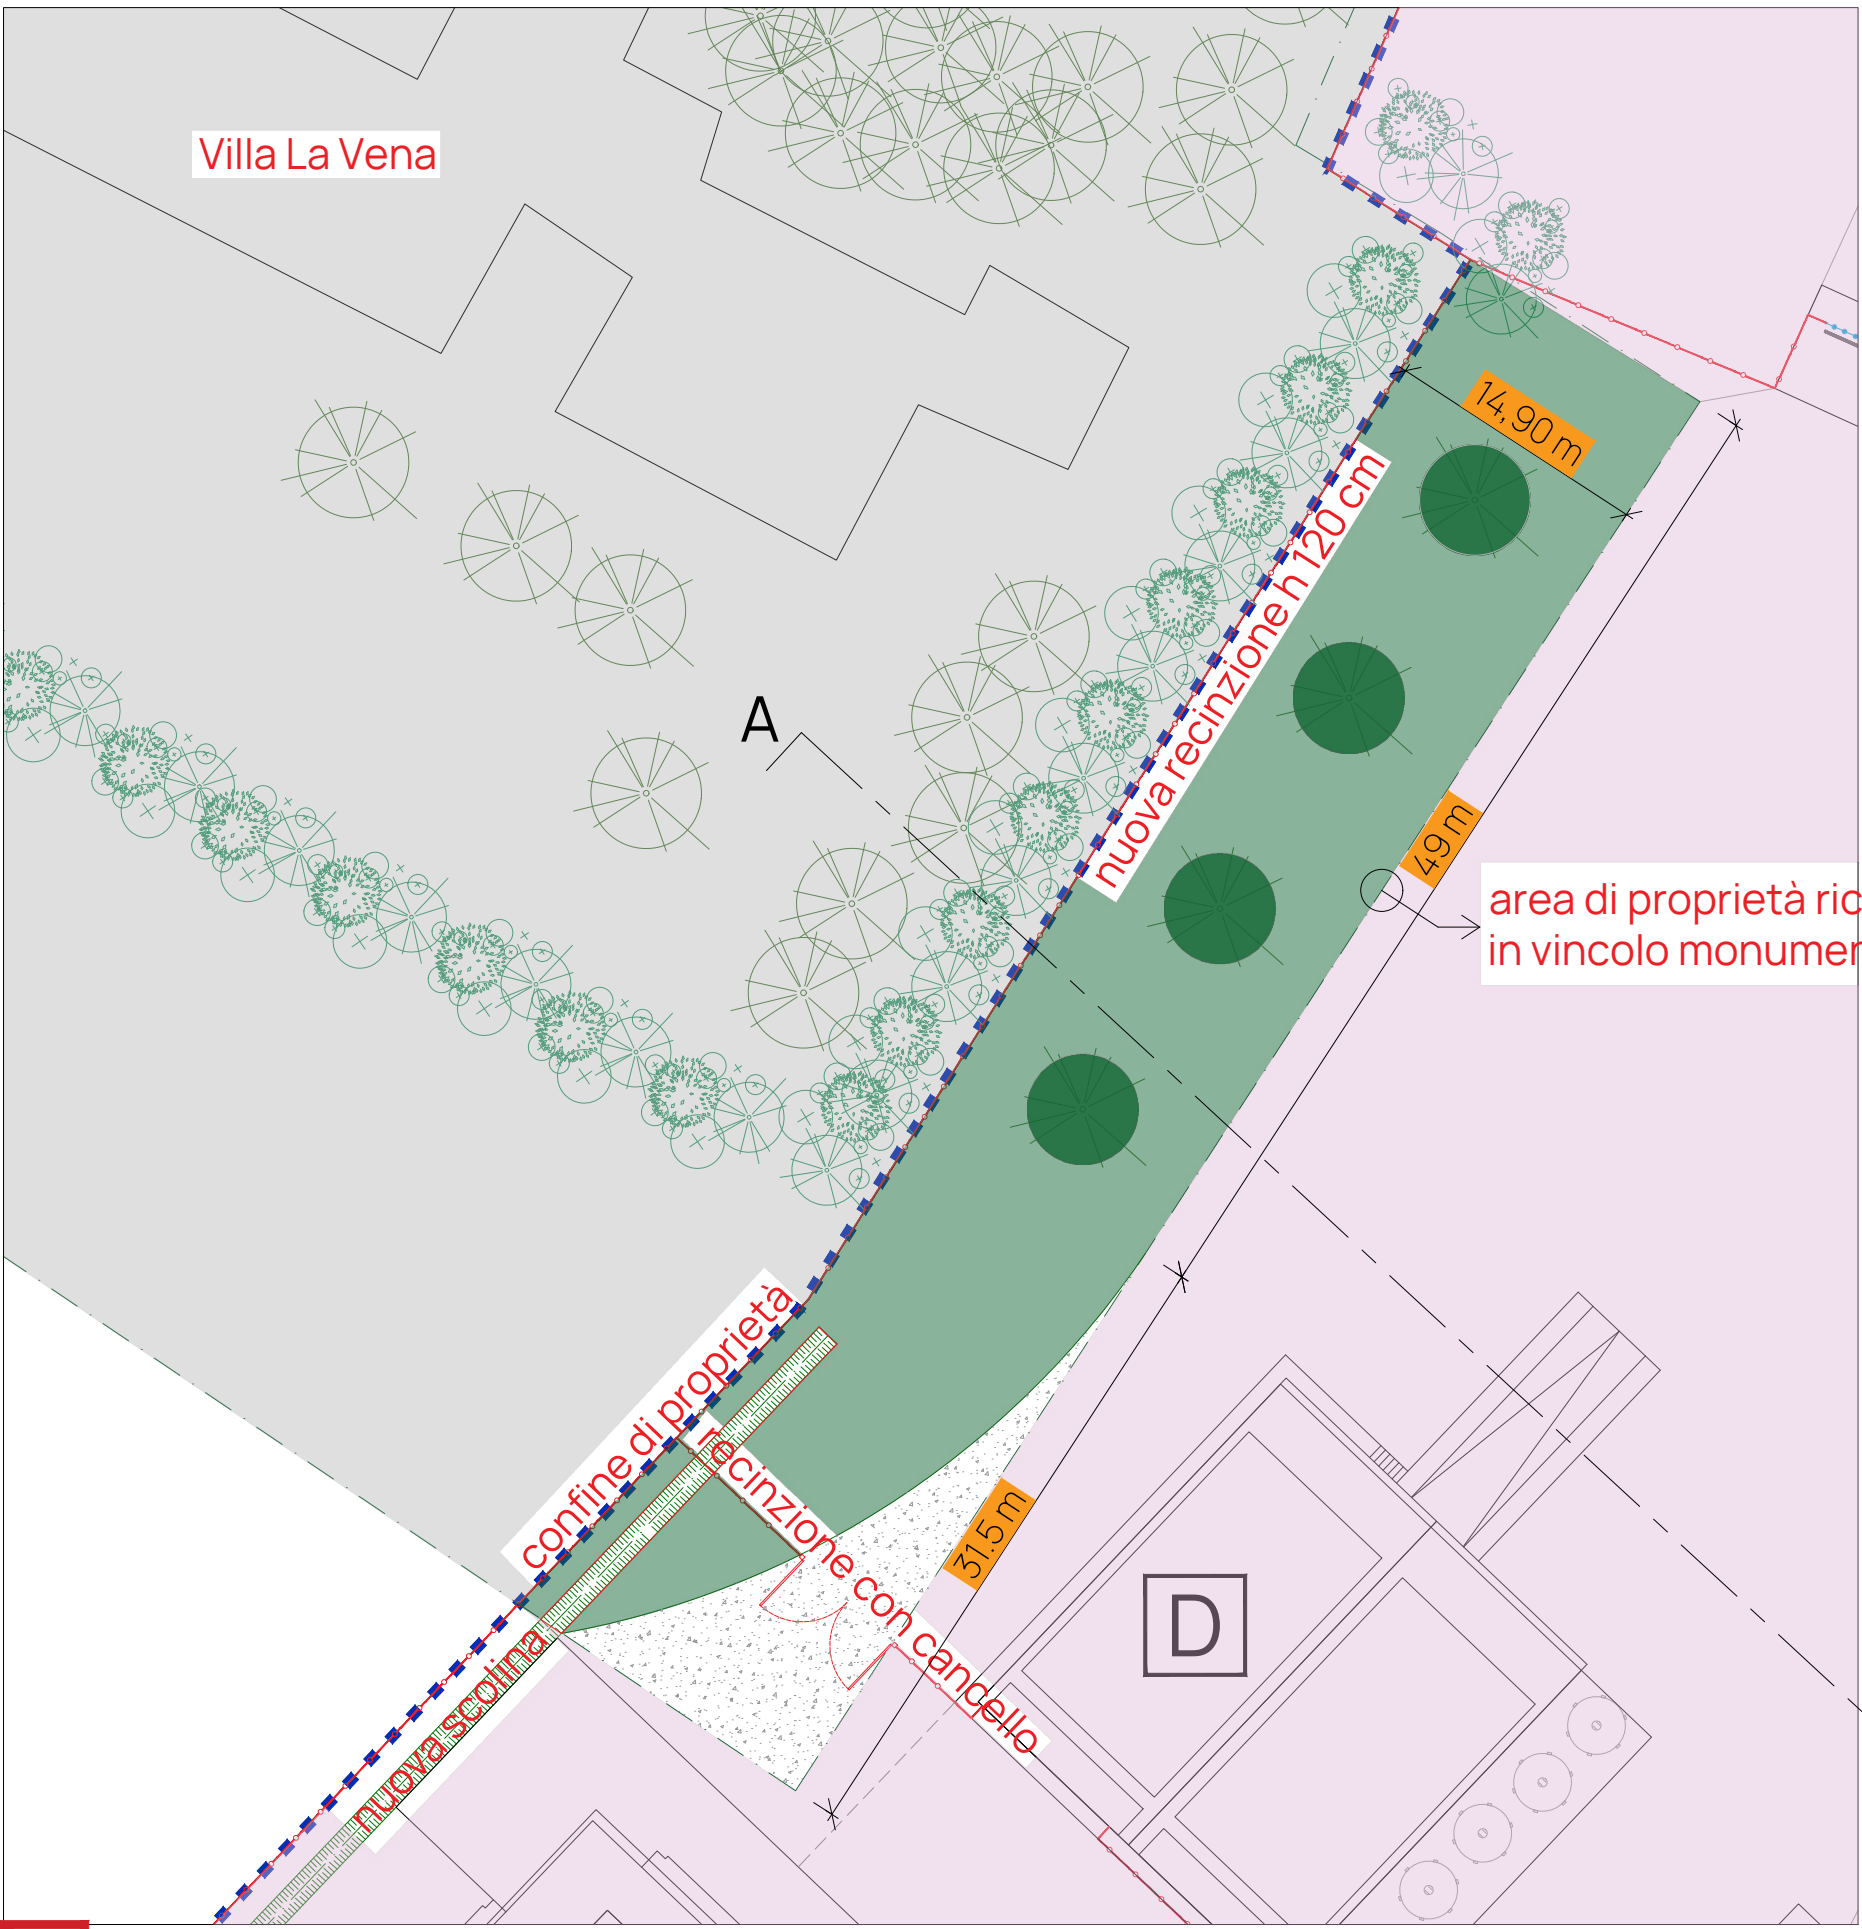 Villa La Vena
14,90 m
nuova recinzione h 120 cm
A
49 m
area di proprietà ric
in vincolo monumen
confine di proprietà
recinzione con cancello
31.5 m
D
nuova scolina